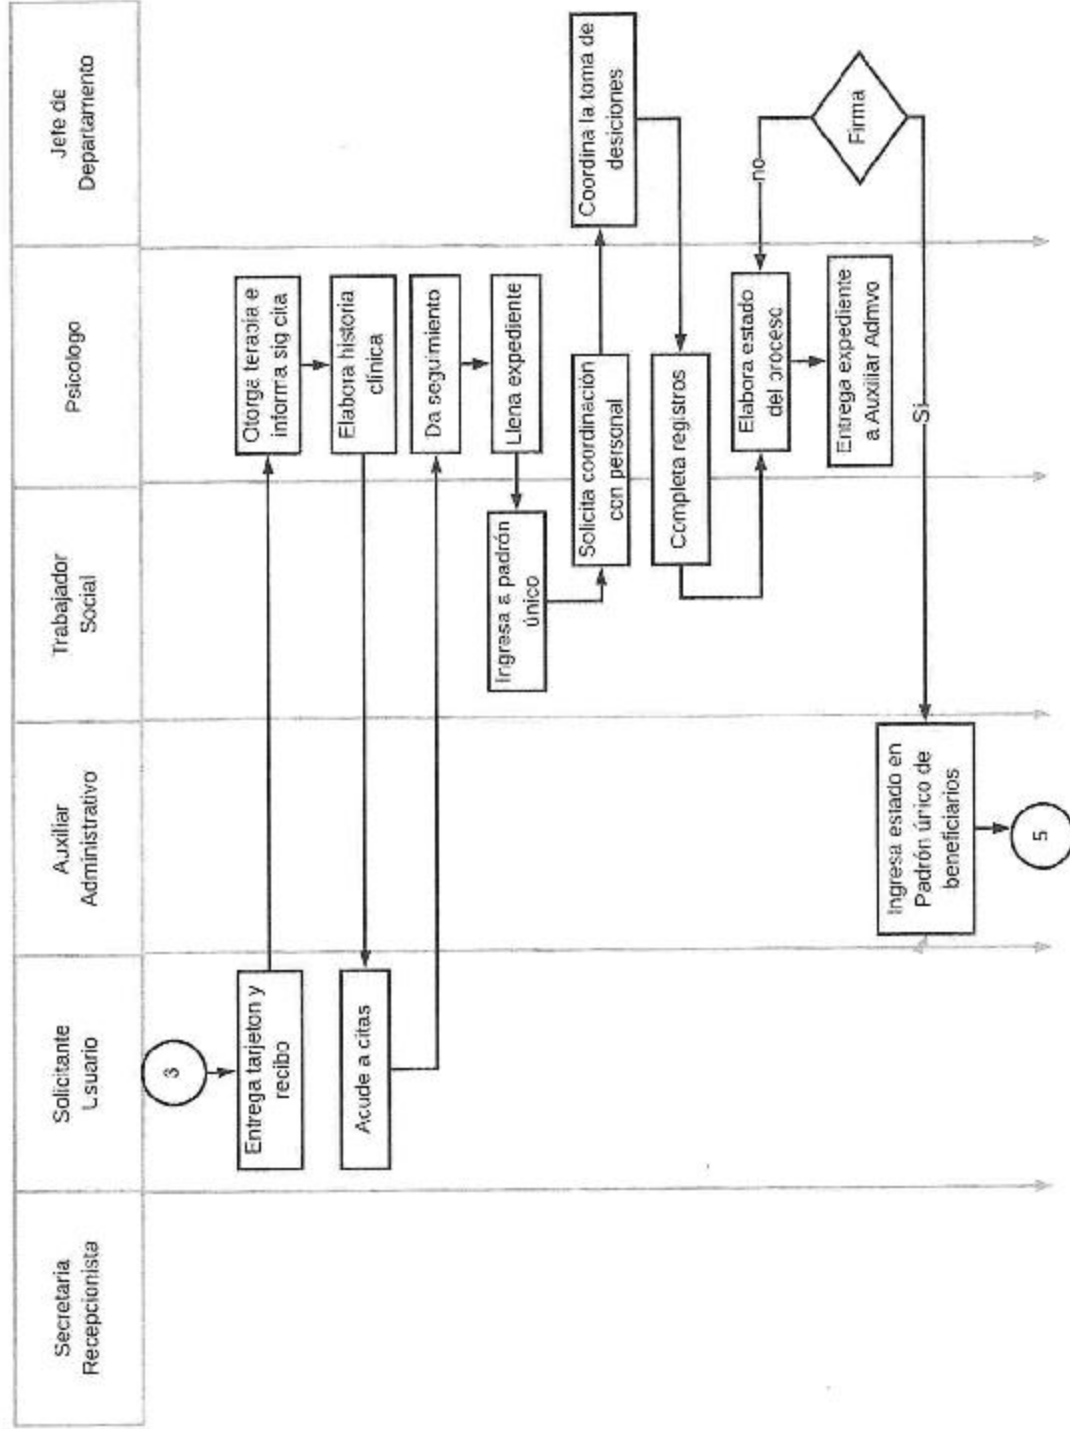 Secretaria
Recepcionista
Solicitante
Usuario
Auxiliar
Administrativo
Trabajador
Social
Psicólogo
Jefe de
Departamento
3
Entrega tarjeton y
recibo
Otorga terapia e
informa sig cita
Elabora historia
clínica
Acude a citas
Da seguimiento
Llena expediente
Ingresa a padrón
único
Solicita coordinación
con personal
Coordina la toma de
desiciones
Completa registros
Elabora estado
del proceso
no
Firma
Entrega expediente
a Auxiliar Admvo
Si
Ingresa estado en
Padrón único de
beneficiarios
5